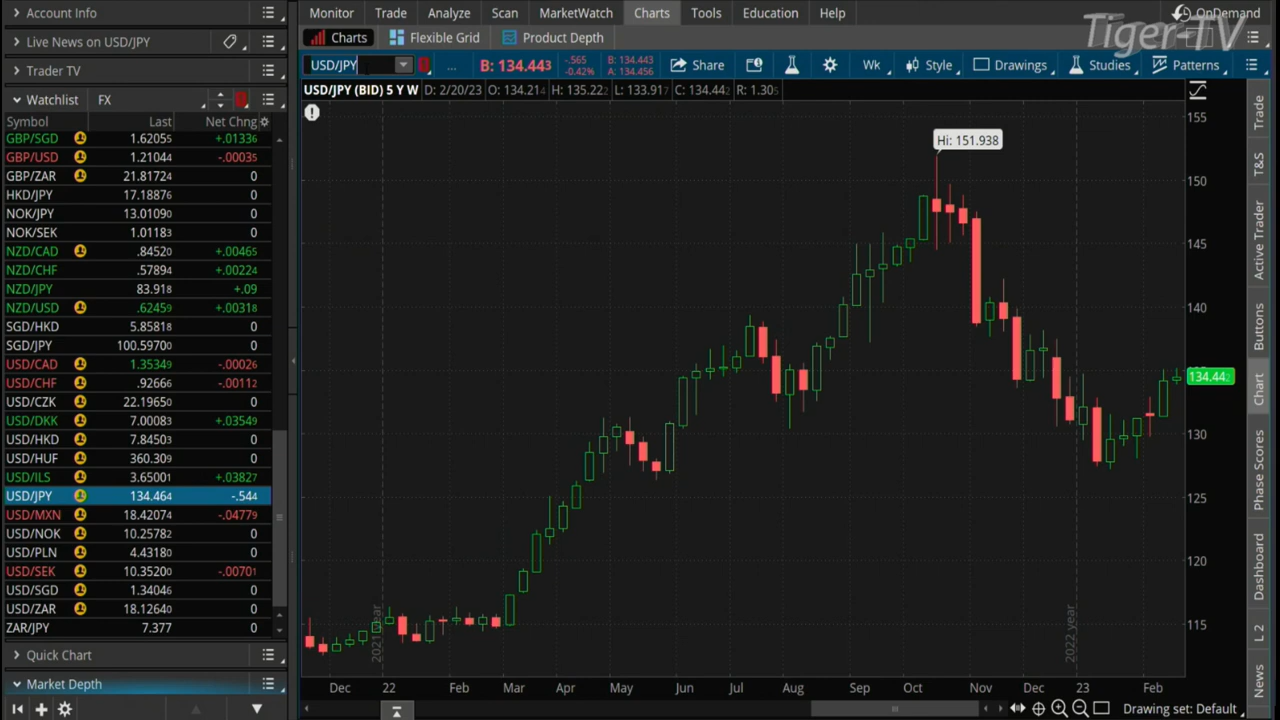 Account Info
Monitor Trade Analyze Scan MarketWatch Charts Tools Education Help
OnDemand
Tiger-TV
Live News on USD/JPY
Charts Flexible Grid Product Depth
Trader TV
USD/JPY ... B: 134.443 -.565 -0.42% B: 134.443 A: 134.456 Share Wk Style Drawings Studies Patterns
Watchlist FX
USD/JPY (BID) 5 Y W D: 2/20/23 O: 134.214 H: 135.222 L: 133.917 C: 134.442 R: 1.305
Symbol Last Net Chng
GBP/SGD 1.62055 +.01336
GBP/USD 1.21044 -.00035
GBP/ZAR 21.81724 0
HKD/JPY 17.18876 0
NOK/JPY 13.01090 0
NOK/SEK 1.01183 0
NZD/CAD .84520 +.00465
NZD/CHF .57894 +.00224
NZD/JPY 83.918 +.09
NZD/USD .62459 +.00318
SGD/HKD 5.85818 0
SGD/JPY 100.59700 0
USD/CAD 1.35349 -.00026
USD/CHF .92666 -.00112
USD/CZK 22.19650 0
USD/DKK 7.00083 +.03549
USD/HKD 7.84503 0
USD/HUF 360.309 0
USD/ILS 3.65001 +.03827
USD/JPY 134.464 -.544
USD/MXN 18.42074 -.04779
USD/NOK 10.25782 0
USD/PLN 4.43180 0
USD/SEK 10.35200 -.00701
USD/SGD 1.34046 0
USD/ZAR 18.12640 0
ZAR/JPY 7.377 0
Quick Chart
Market Depth
Hi: 151.938
155
150
145
140
134.442
130
125
120
115
2021 year
2022 year
Dec 22 Feb Mar Apr May Jun Jul Aug Sep Oct Nov Dec 23 Feb
Drawing set: Default
Trade
T&S
Active Trader
Buttons
Chart
Phase Scores
Dashboard
L 2
News